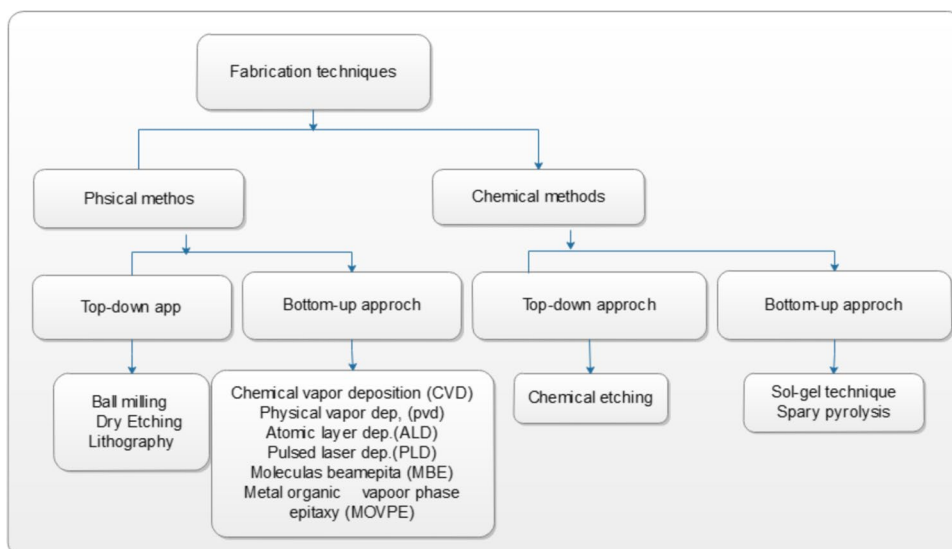 Fabrication techniques
Phsical methos
Chemical methods
Top-down app
Bottom-up approch
Top-down approch
Bottom-up approch
Ball milling
Dry Etching
Lithography
Chemical vapor deposition (CVD)
Physical vapor dep, (pvd)
Atomic layer dep.(ALD)
Pulsed laser dep.(PLD)
Moleculas beamepita (MBE)
Metal organic vapoor phase
epitaxy (MOVPE)
Chemical etching
Sol-gel technique
Spary pyrolysis